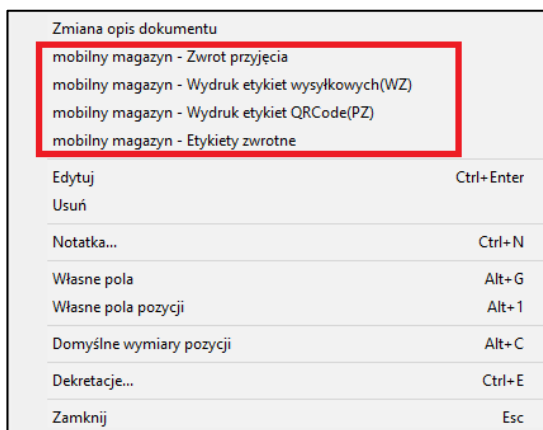 Zmiana opis dokumentu
mobilny magazyn - Zwrot przyjęcia
mobilny magazyn - Wydruk etykiet wysyłkowych(WZ)
mobilny magazyn - Wydruk etykiet QRCode(PZ)
mobilny magazyn - Etykiety zwrotne
Edytuj Ctrl+Enter
Usuń
Notatka... Ctrl+N
Własne pola Alt+G
Własne pola pozycji Alt+1
Domyślne wymiary pozycji Alt+C
Dekretacje... Ctrl+E
Zamknij Esc